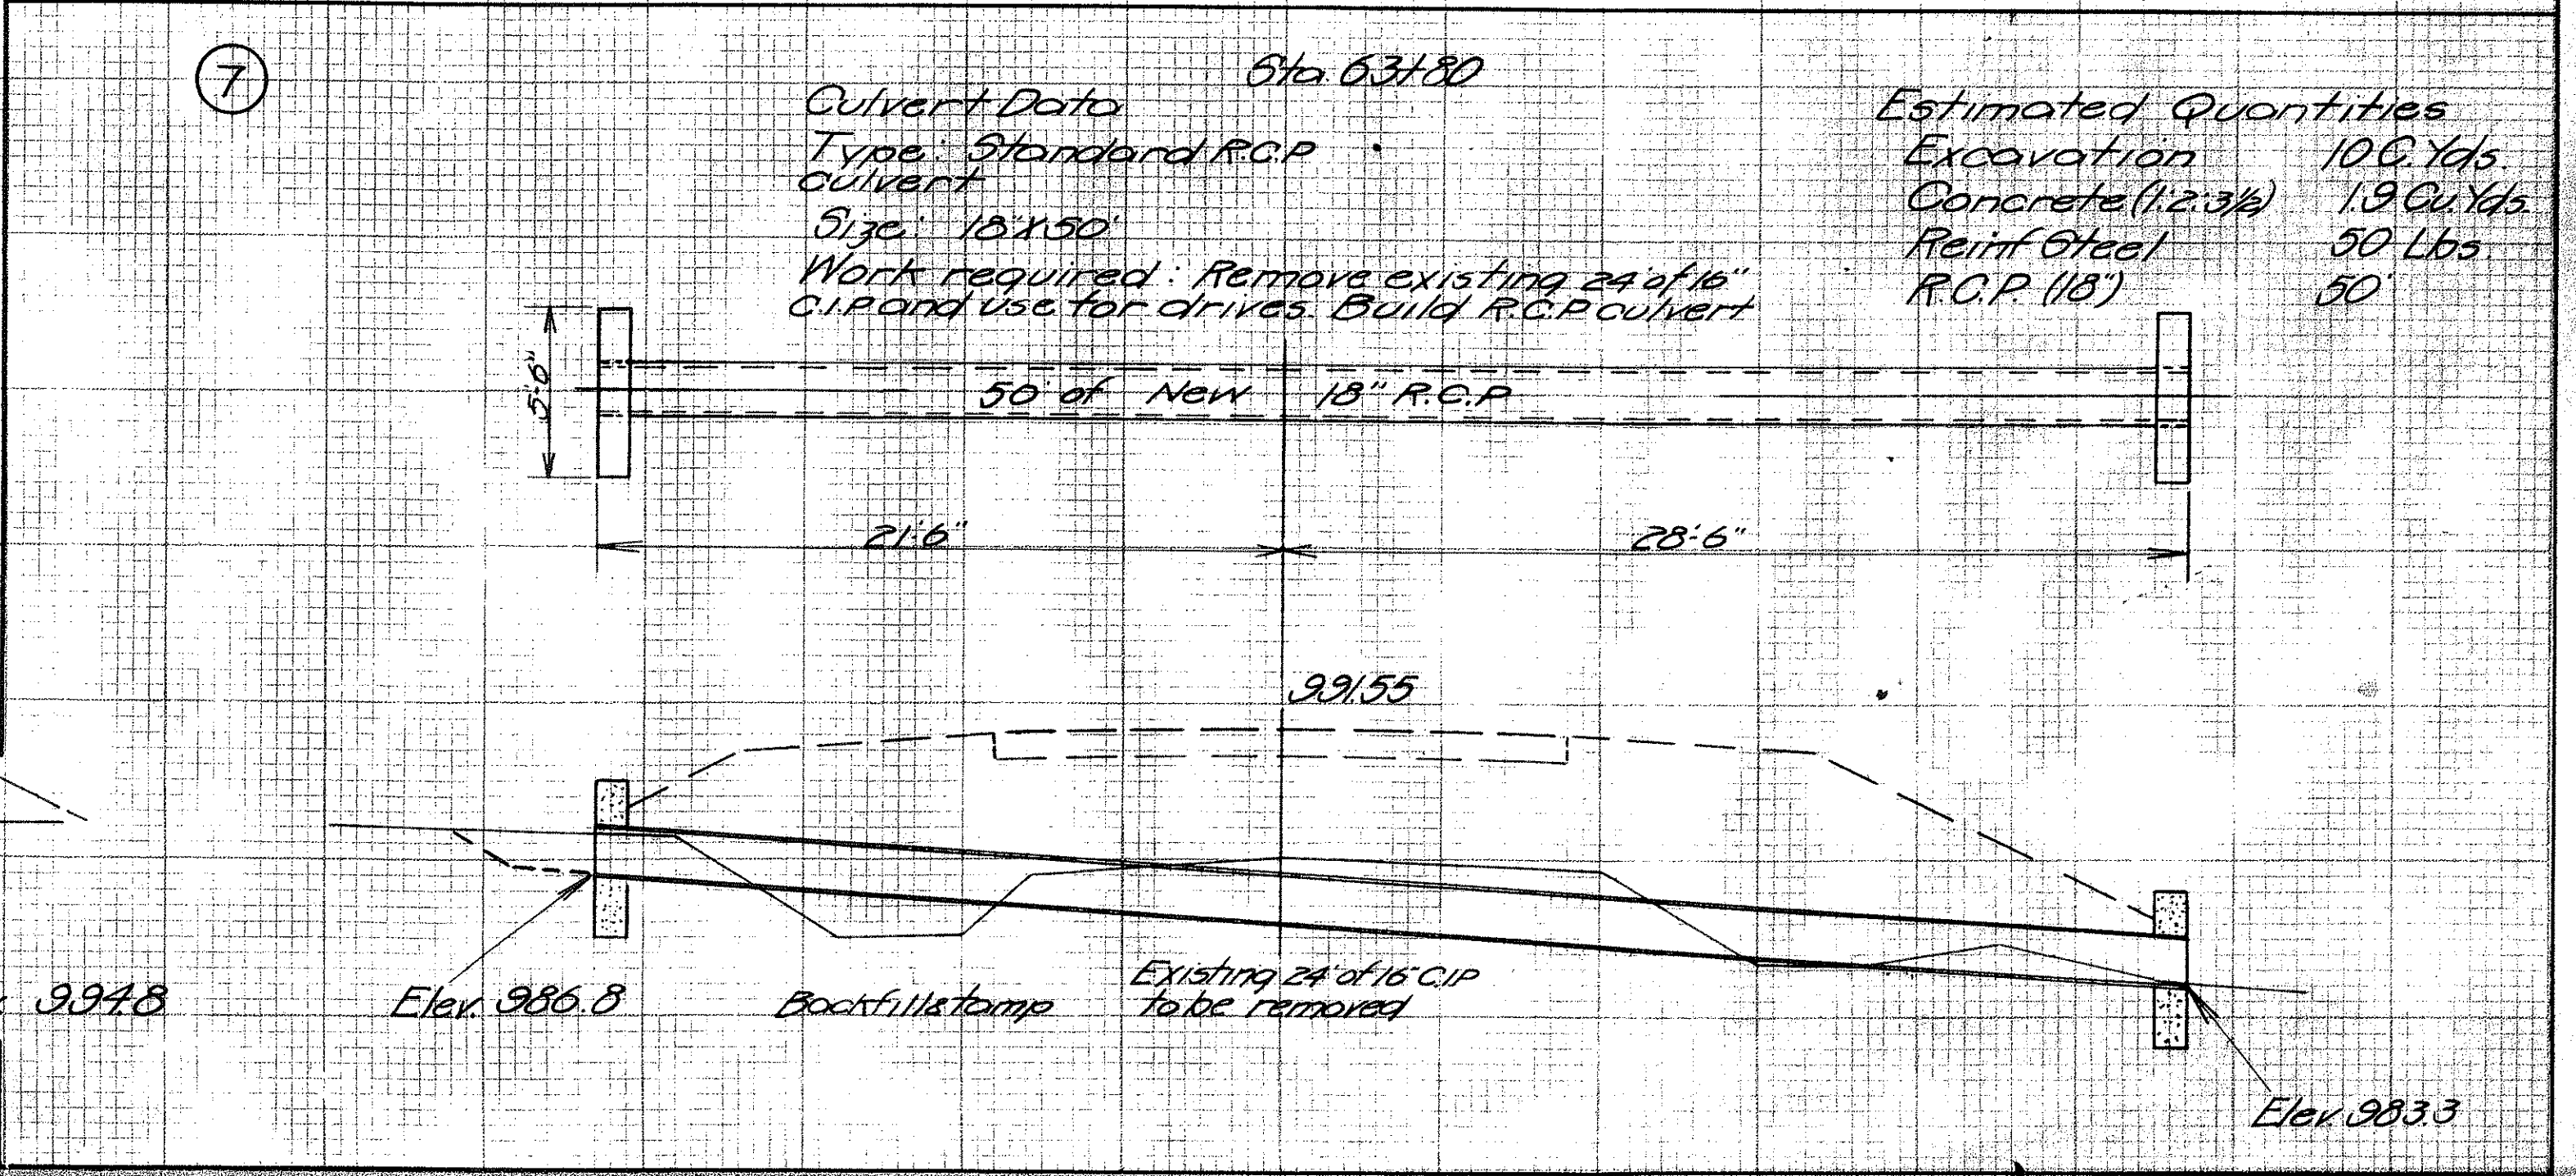 7
Sta 63+80
Culvert Data
Type: Standard R.C.P
culvert
Size: 18"X50'
Work required: Remove existing 24' of 16"
C.I.P and use for drives. Build R.C.P culvert
Estimated Quantities
Excavation 10 C.Yds.
Concrete (1:2:3½) 1.9 Cu.Yds.
Reinf Steel 50 Lbs
R.C.P. (18") 50'
5'-6"
50' of New 18" R.C.P
21'-6"
28'-6"
991.55
994.8
Elev. 986.8
Backfill & tamp
Existing 24' of 16" C.I.P
to be removed
Elev. 983.3